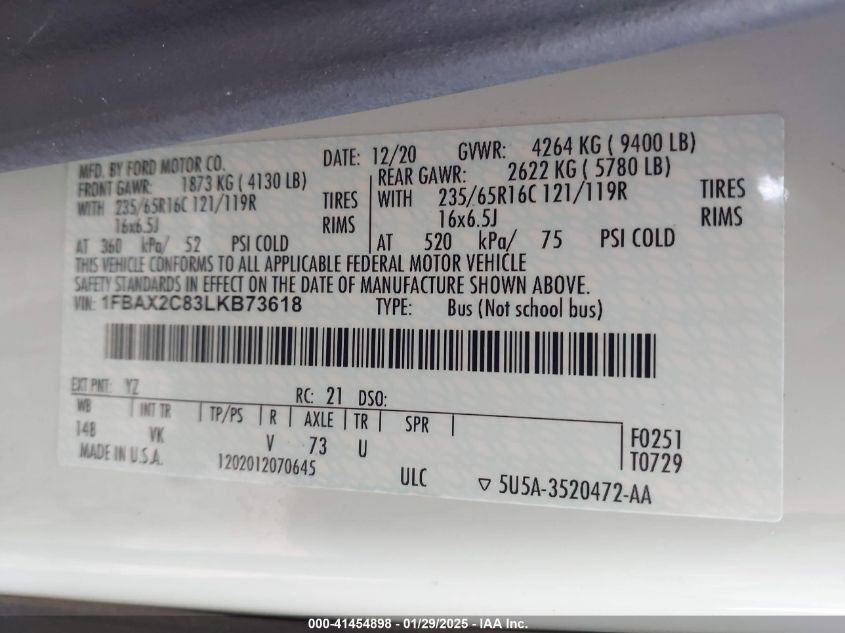 MFD. BY FORD MOTOR CO. DATE: 12/20 GVWR: 4264 KG ( 9400 LB)
FRONT GAWR: 1873 KG ( 4130 LB) REAR GAWR: 2622 KG ( 5780 LB)
WITH 235/65R16C 121/119R TIRES WITH 235/65R16C 121/119R TIRES
16x6.5J RIMS 16x6.5J RIMS
AT 360 kPa/ 52 PSI COLD AT 520 kPa/ 75 PSI COLD
THIS VEHICLE CONFORMS TO ALL APPLICABLE FEDERAL MOTOR VEHICLE
SAFETY STANDARDS IN EFFECT ON THE DATE OF MANUFACTURE SHOWN ABOVE.
VIN: 1FBAX2C83LKB73618 TYPE: Bus (Not school bus)
EXT PNT: YZ RC: 21 DSO:
WB INT TR TP/PS R AXLE TR SPR
148 VK V 73 U F0251
MADE IN U.S.A. 1202012070645 T0729
ULC ▽ 5U5A-3520472-AA
000-41454898 - 01/29/2025 - IAA Inc.